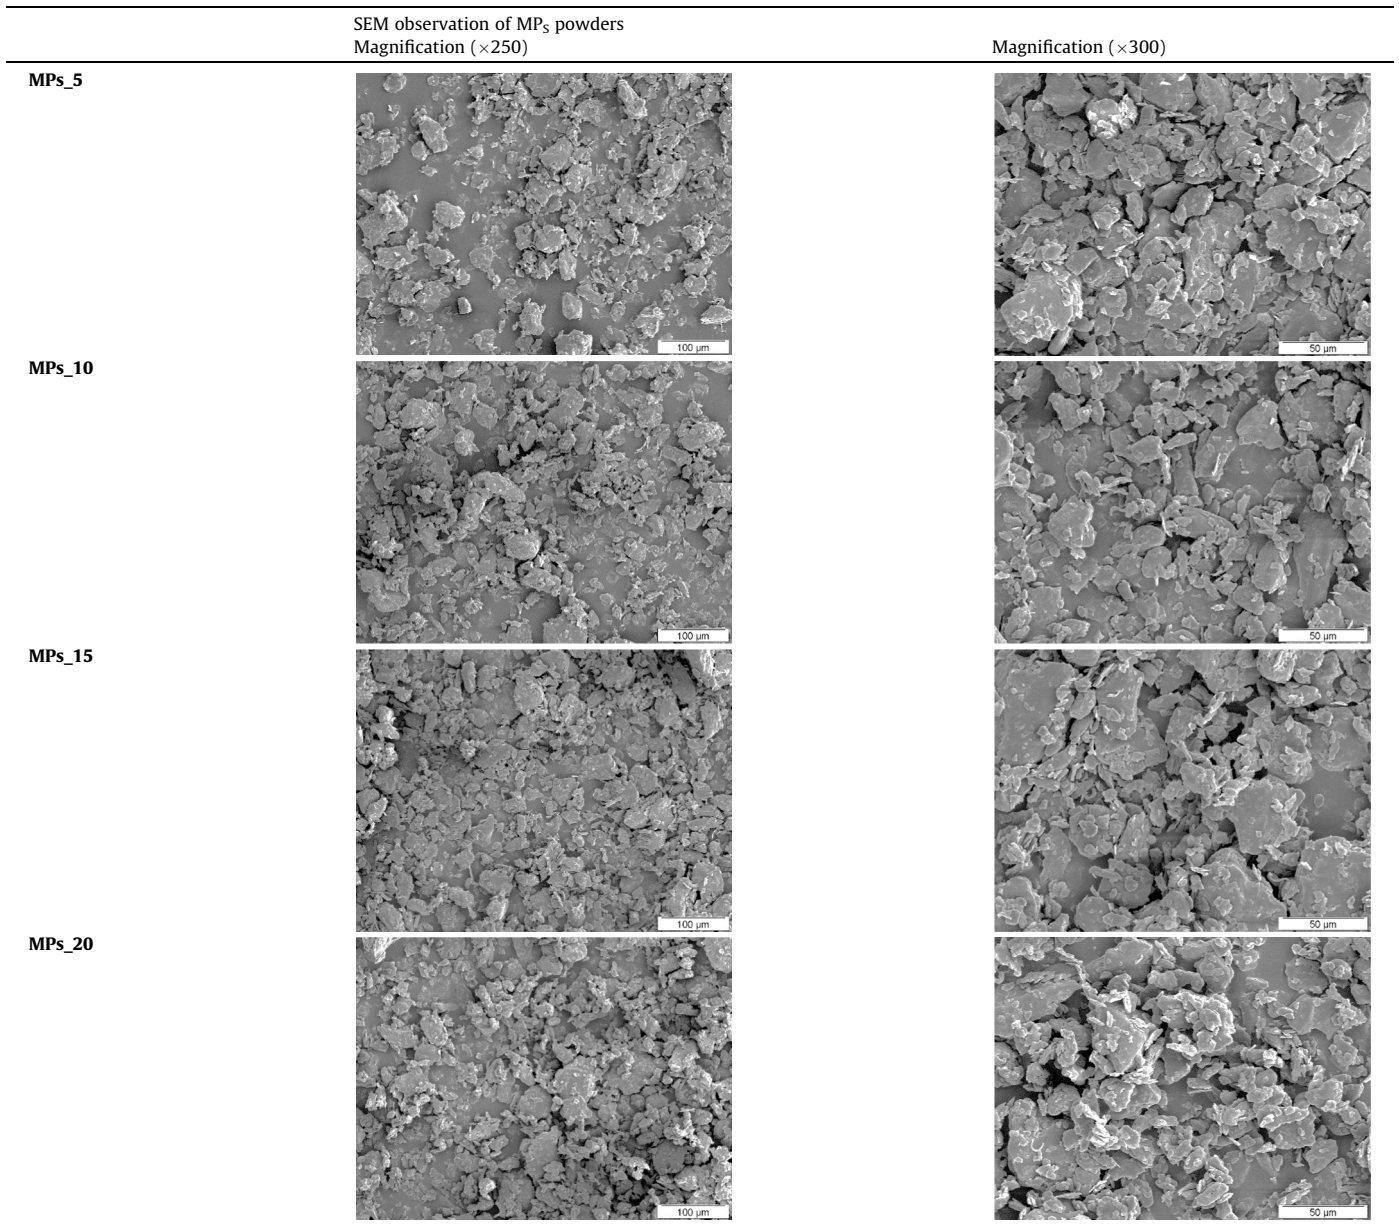 SEM observation of MPS powders
Magnification (×250)
Magnification (×300)
MPs_5
100 µm
50 µm
MPs_10
100 µm
50 µm
MPs_15
100 µm
50 µm
MPs_20
100 µm
50 µm